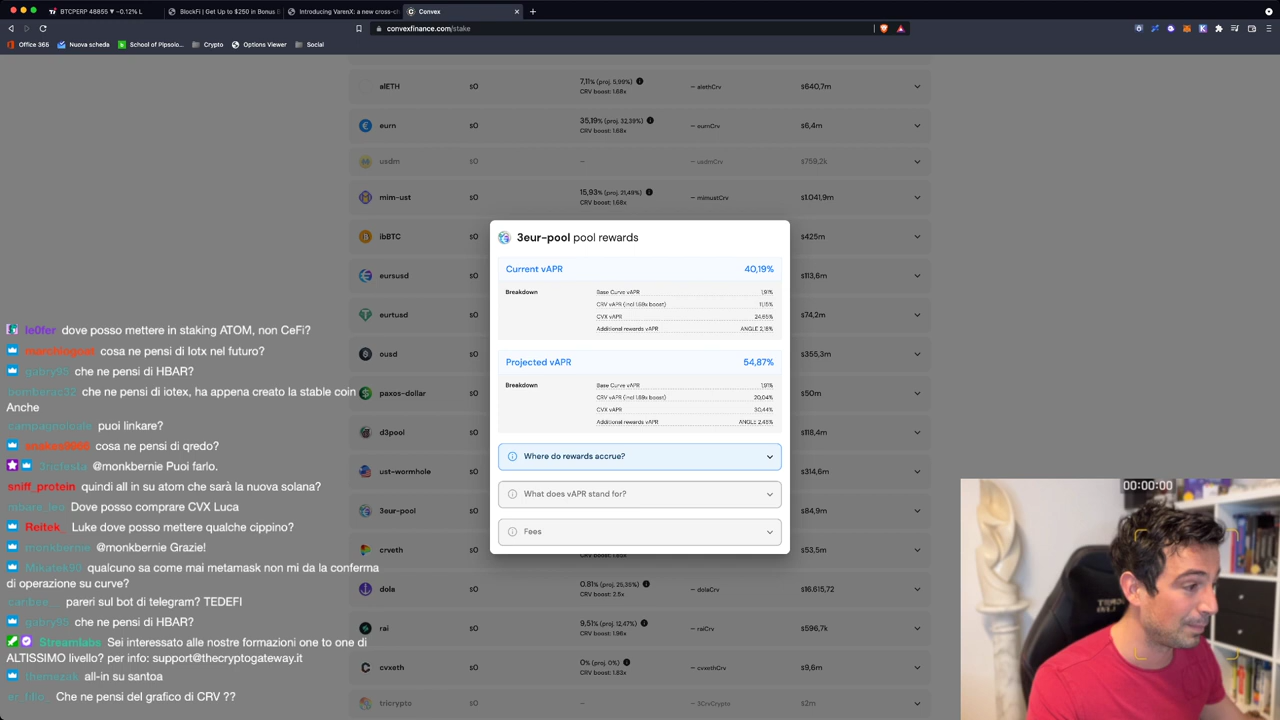 BTCPERP 48855 ▾ −0.12% L
BlockFi | Get Up to $250 in Bonus B
Introducing VarenX: a new cross-ch
Convex
convexfinance.com/stake
Office 365
Nuova scheda
School of Pipsolo...
Crypto
Options Viewer
Social
alETH
$0
7,11% (proj. 5,99%)
CRV boost: 1.68x
– alethCrv
$640,7m
eurn
$0
35,19% (proj. 32,39%)
CRV boost: 1.68x
– eurnCrv
$6,4m
usdm
$0
–
– usdmCrv
$759,2k
mim-ust
$0
15,93% (proj. 21,49%)
CRV boost: 1.68x
– mimustCrv
$1.041,9m
ibBTC
$0
$425m
eursusd
$0
$113,6m
eurtusd
$0
$74,2m
ousd
$0
$355,3m
paxos-dollar
$0
$50m
d3pool
$0
$118,4m
ust-wormhole
$0
$314,6m
3eur-pool
$0
$84,9m
crveth
$0
$53,5m
dola
$0
0,81% (proj. 25,35%)
CRV boost: 2.5x
– dolaCrv
$16.615,72
rai
$0
9,51% (proj. 12,47%)
CRV boost: 1.96x
– raiCrv
$596,7k
cvxeth
$0
0% (proj. 0%)
CRV boost: 1.83x
– cvxethCrv
$9,6m
tricrypto
$0
–
– 3CrvCrypto
$2m
3eur-pool pool rewards
Current vAPR
40,19%
Breakdown
Base Curve vAPR
1,91%
CRV vAPR (incl 1.69x boost)
11,15%
CVX vAPR
24,65%
Additional rewards vAPR
ANGLE 2,18%
Projected vAPR
54,87%
Breakdown
Base Curve vAPR
1,91%
CRV vAPR (incl 1.69x boost)
20,04%
CVX vAPR
30,44%
Additional rewards vAPR
ANGLE 2,48%
Where do rewards accrue?
What does vAPR stand for?
Fees
le0fer dove posso mettere in staking ATOM, non CeFi?
cosa ne pensi di Iotx nel futuro?
gabry95 che ne pensi di HBAR?
che ne pensi di iotex, ha appena creato la stable coin
Anche
puoi linkare?
cosa ne pensi di qredo?
@monkbernie Puoi farlo.
sniff_protein quindi all in su atom che sarà la nuova solana?
Dove posso comprare CVX Luca
Reitek_ Luke dove posso mettere qualche cippino?
monkbernie @monkbernie Grazie!
qualcuno sa come mai metamask non mi da la conferma
di operazione su curve?
pareri sul bot di telegram? TEDEFI
gabry95 che ne pensi di HBAR?
Streamlabs Sei interessato alle nostre formazioni one to one di
ALTISSIMO livello? per info: support@thecryptogateway.it
all-in su santoa
Che ne pensi del grafico di CRV ??
00:00:00